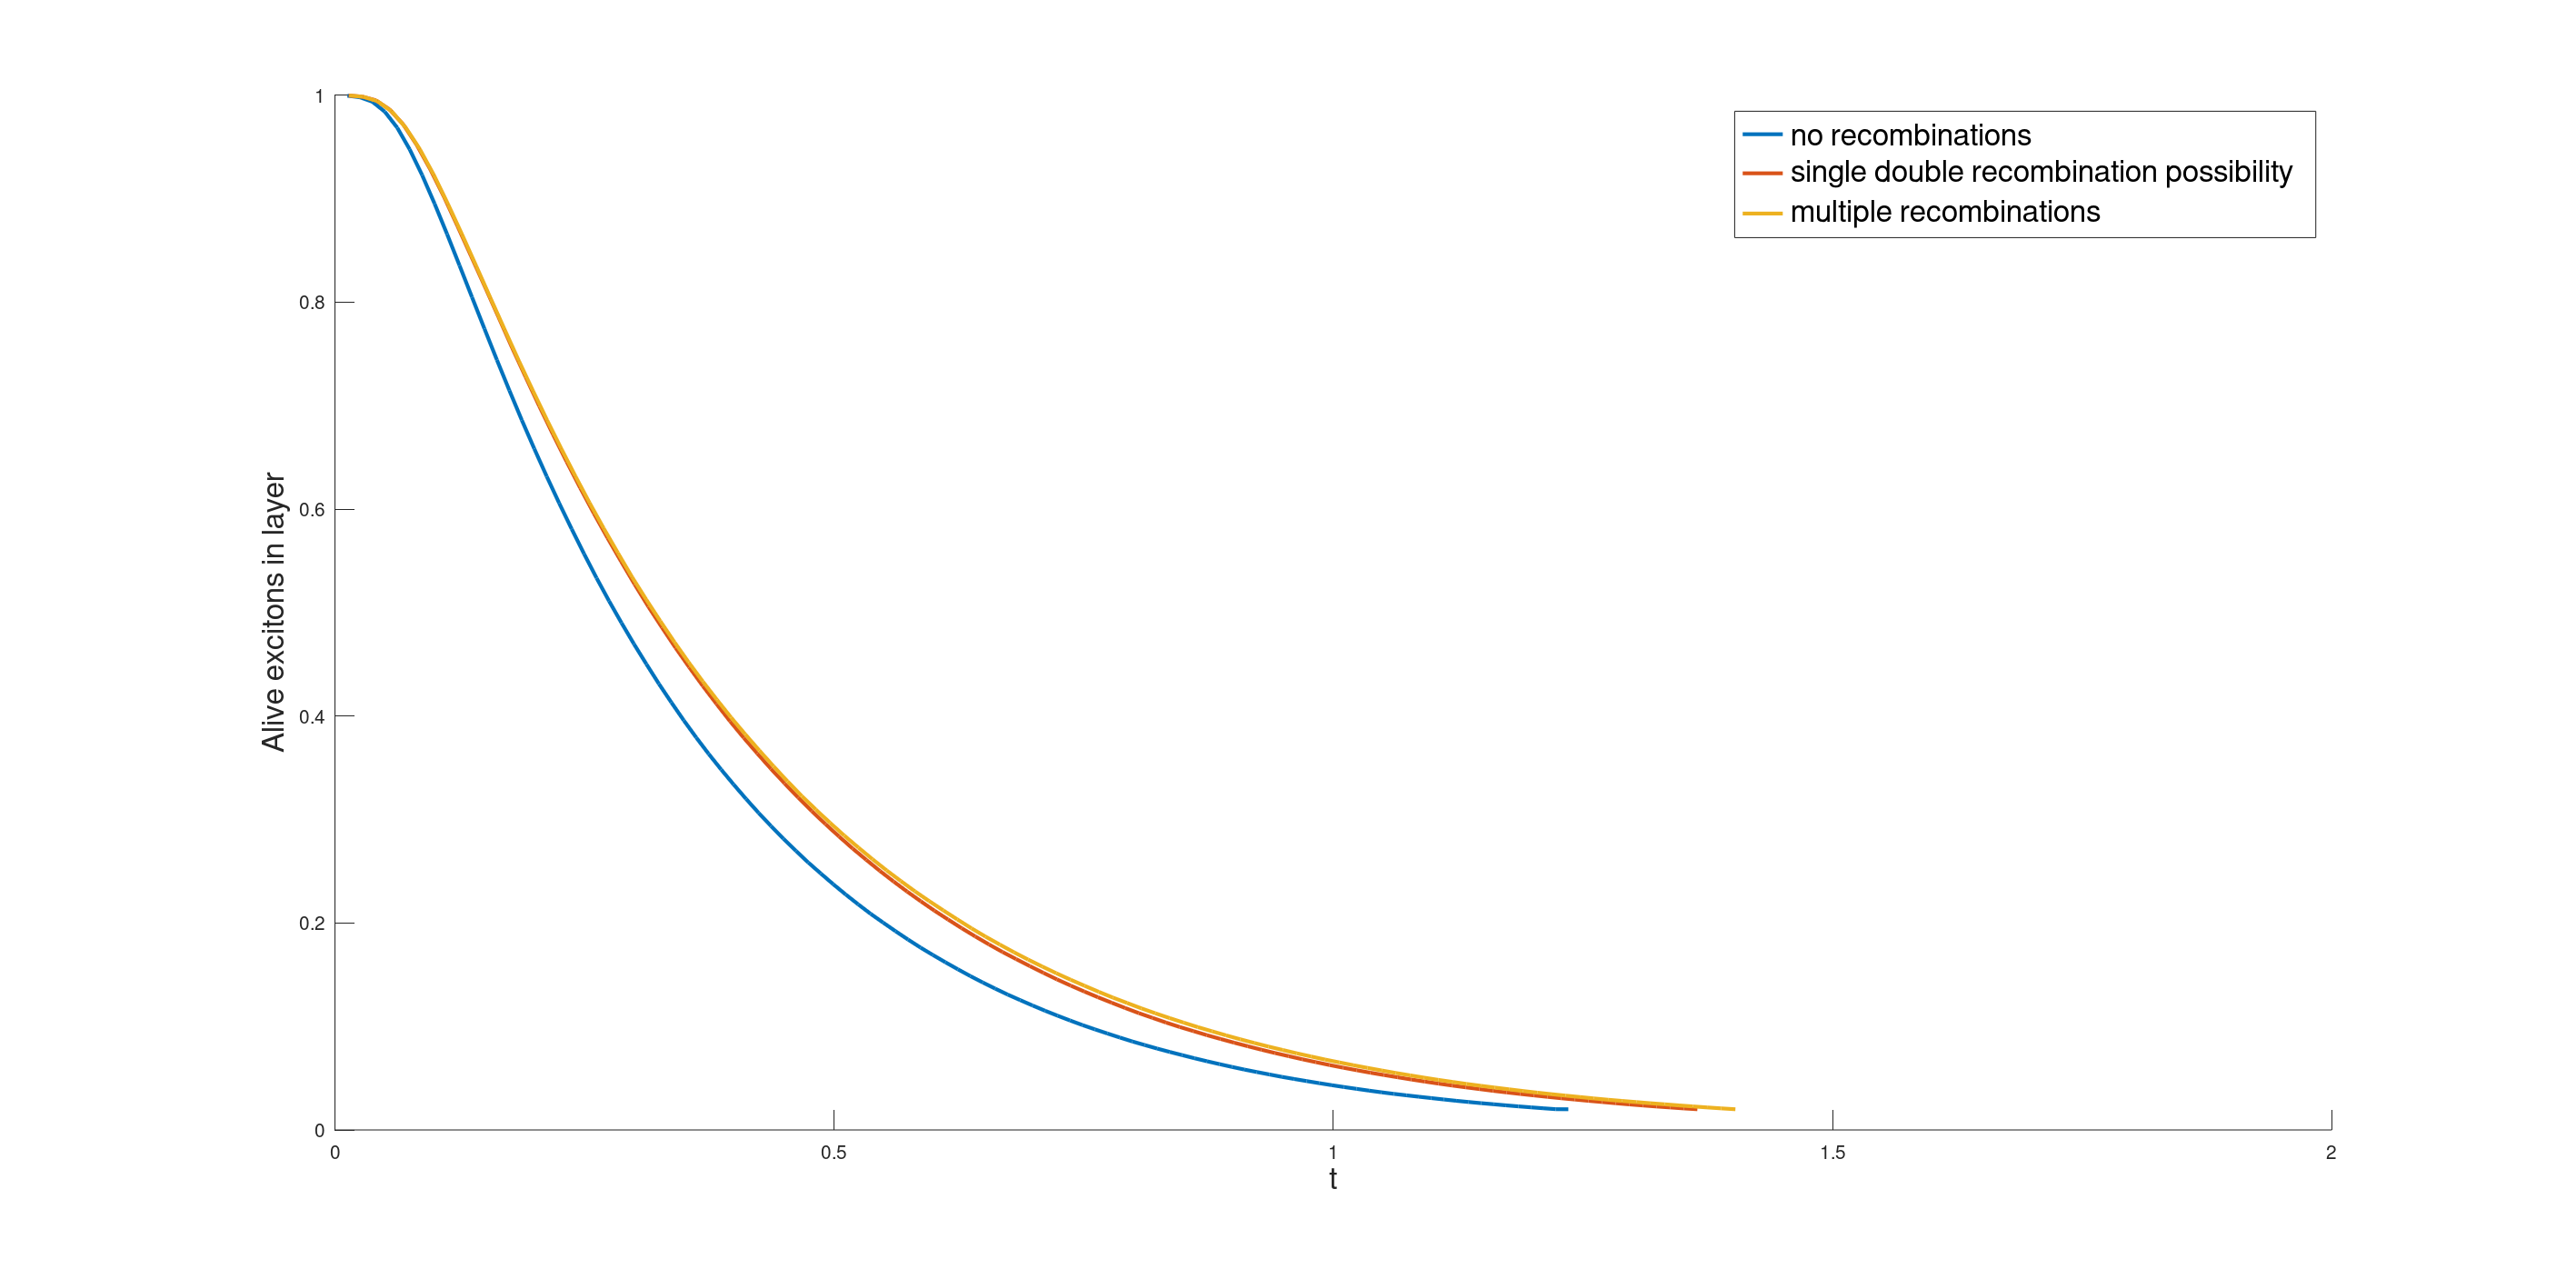 no recombinations
single double recombination possibility
multiple recombinations
Alive excitons in layer
1
0.8
0.6
0.4
0.2
0
0
0.5
1
1.5
2
t